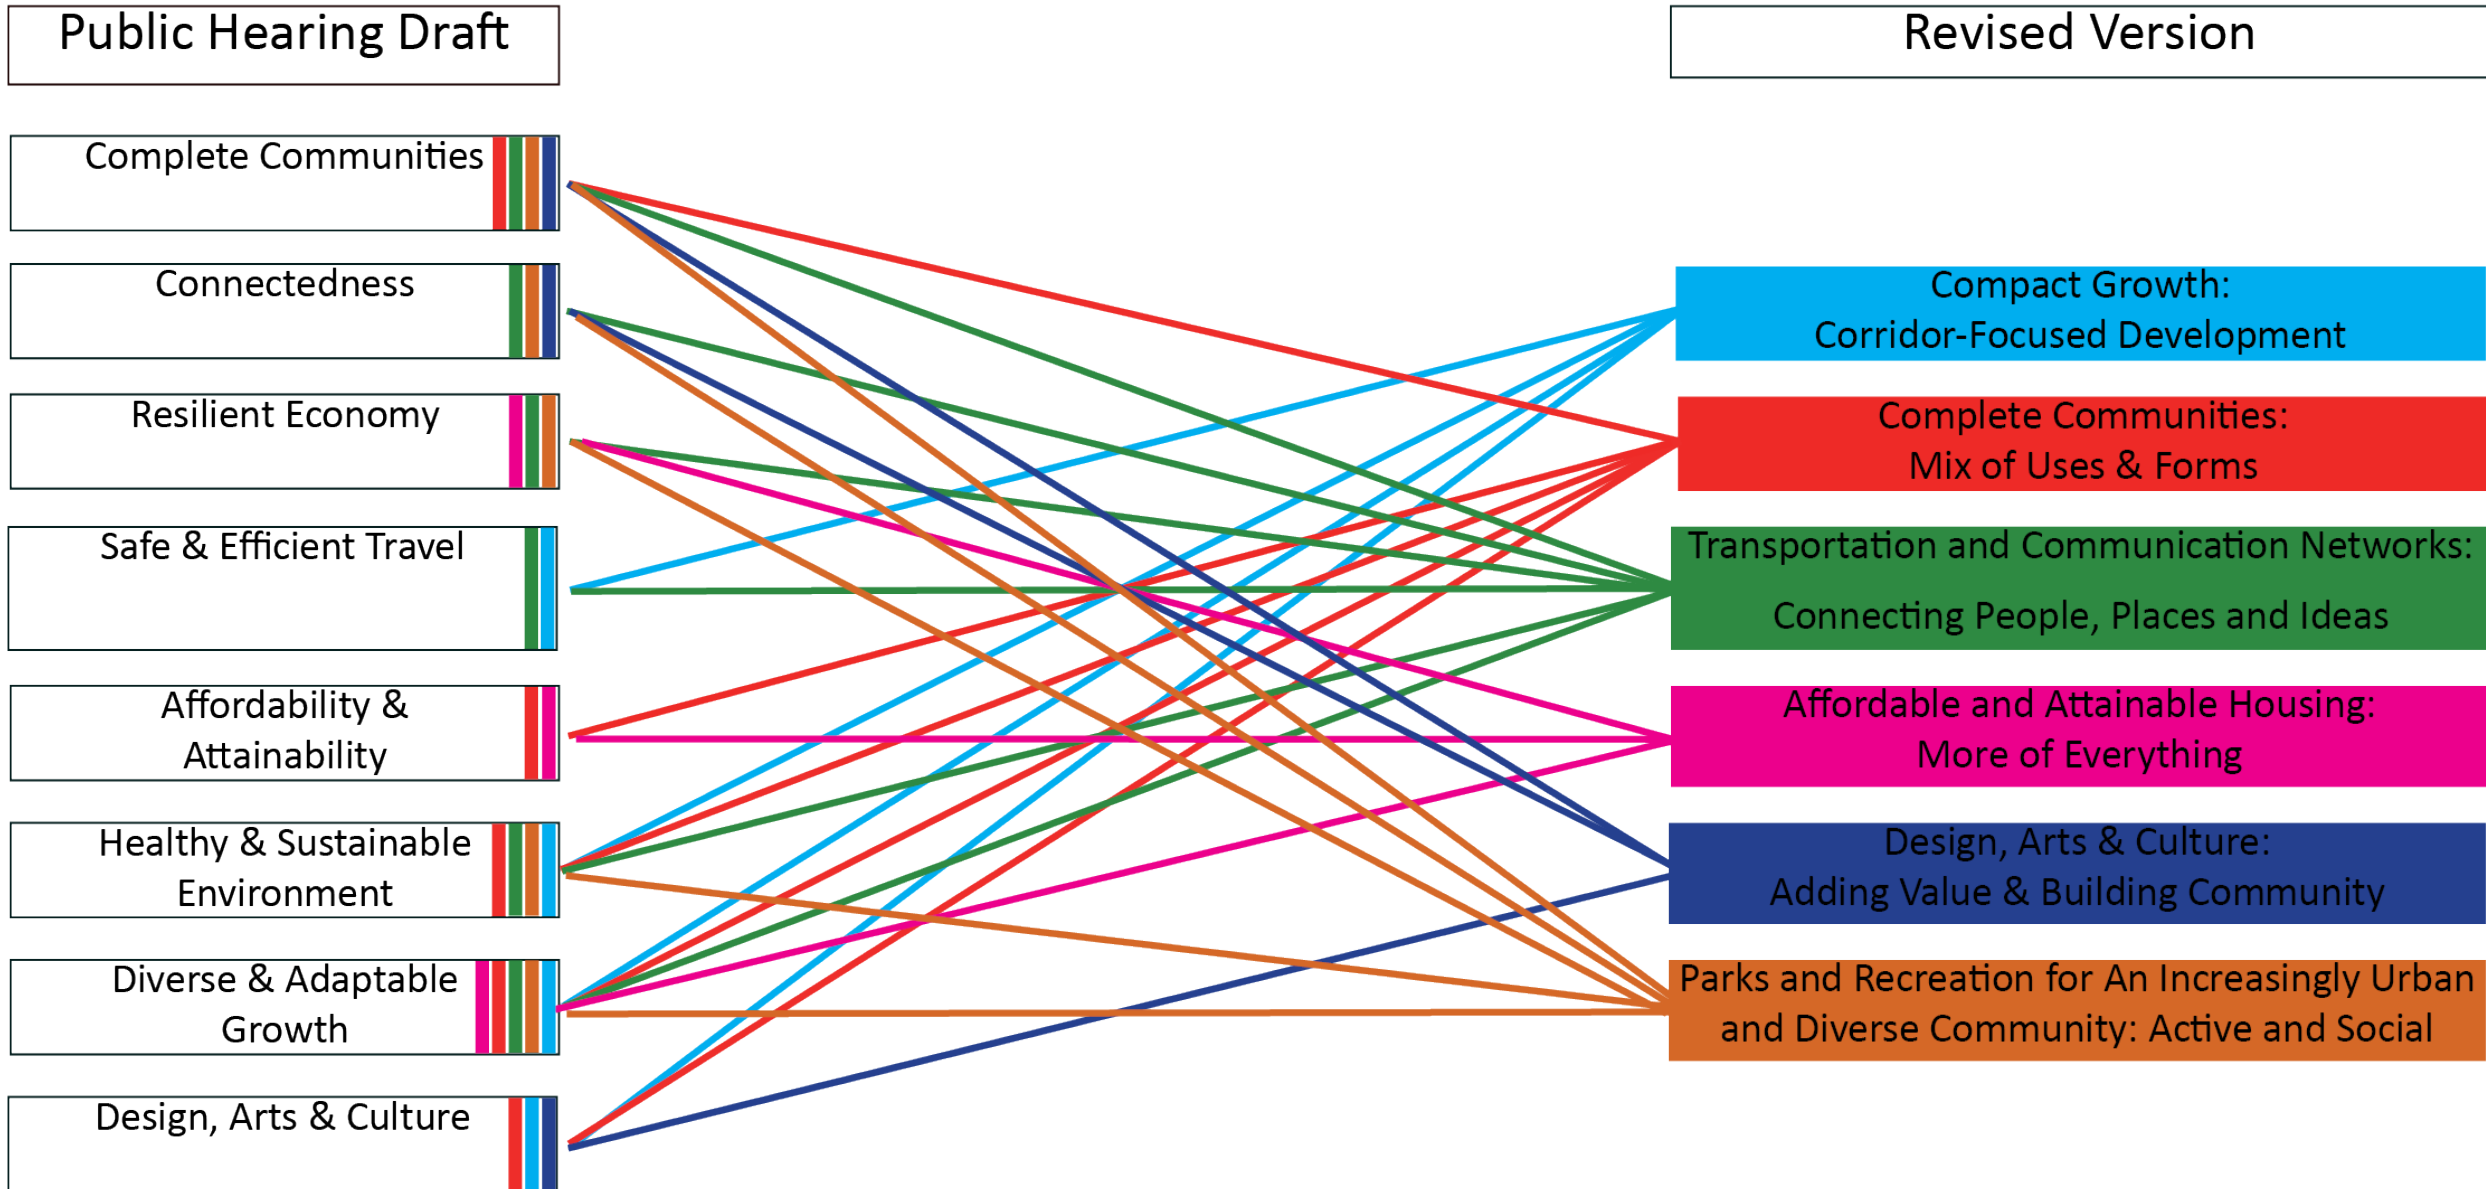 Public Hearing Draft
Complete Communities
Connectedness
Resilient Economy
Safe & Efficient Travel
Affordability &
Attainability
Healthy & Sustainable
Environment
Diverse & Adaptable
Growth
Design, Arts & Culture
Revised Version
Compact Growth:
Corridor-Focused Development
Complete Communities:
Mix of Uses & Forms
Transportation and Communication Networks:
Connecting People, Places and Ideas
Affordable and Attainable Housing:
More of Everything
Design, Arts & Culture:
Adding Value & Building Community
Parks and Recreation for An Increasingly Urban
and Diverse Community: Active and Social